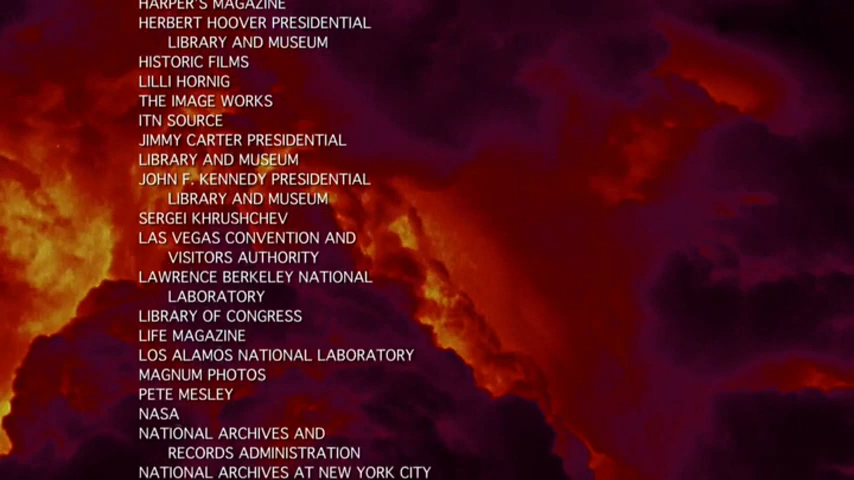 HARPER'S MAGAZINE
HERBERT HOOVER PRESIDENTIAL
LIBRARY AND MUSEUM
HISTORIC FILMS
LILLI HORNIG
THE IMAGE WORKS
ITN SOURCE
JIMMY CARTER PRESIDENTIAL
LIBRARY AND MUSEUM
JOHN F. KENNEDY PRESIDENTIAL
LIBRARY AND MUSEUM
SERGEI KHRUSHCHEV
LAS VEGAS CONVENTION AND
VISITORS AUTHORITY
LAWRENCE BERKELEY NATIONAL
LABORATORY
LIBRARY OF CONGRESS
LIFE MAGAZINE
LOS ALAMOS NATIONAL LABORATORY
MAGNUM PHOTOS
PETE MESLEY
NASA
NATIONAL ARCHIVES AND
RECORDS ADMINISTRATION
NATIONAL ARCHIVES AT NEW YORK CITY